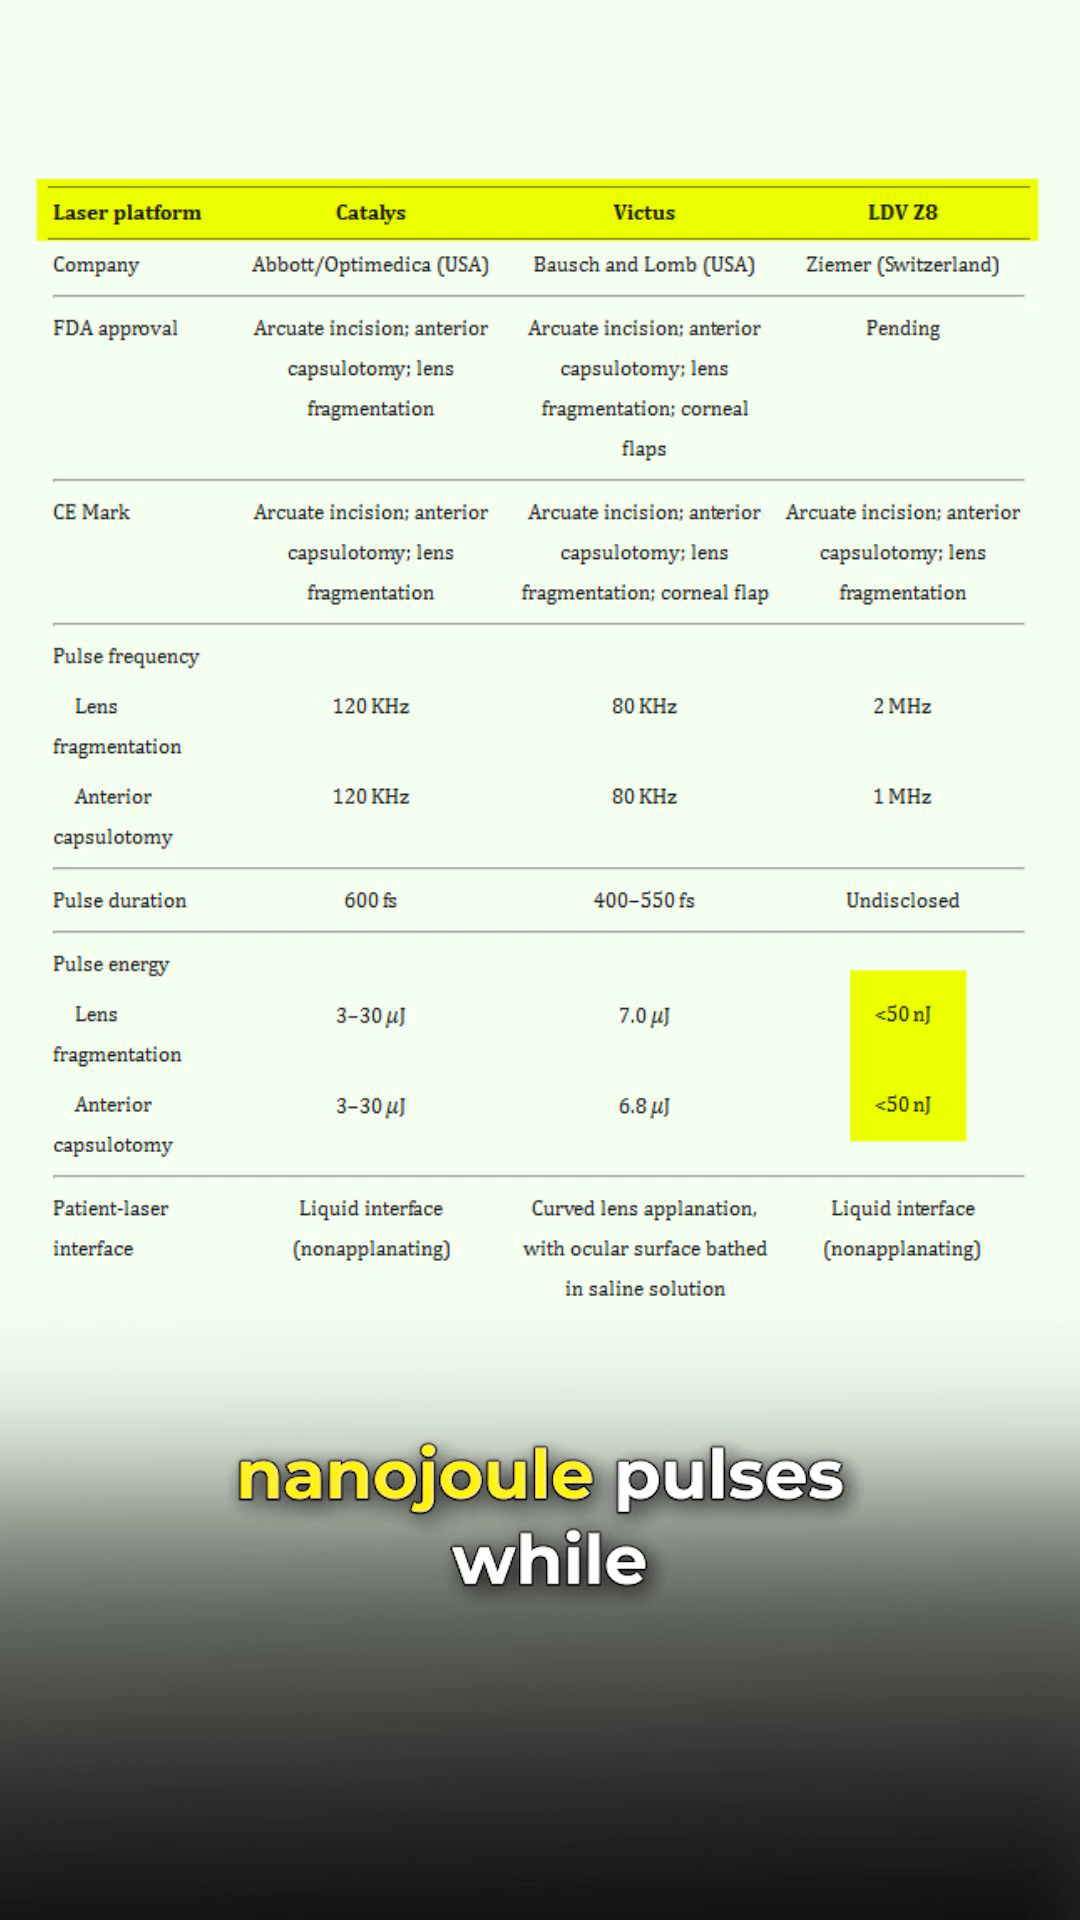 Laser platform Catalys Victus LDV Z8
Company Abbott/Optimedica (USA) Bausch and Lomb (USA) Ziemer (Switzerland)
FDA approval Arcuate incision; anterior Arcuate incision; anterior Pending
capsulotomy; lens capsulotomy; lens
fragmentation fragmentation; corneal
flaps
CE Mark Arcuate incision; anterior Arcuate incision; anterior Arcuate incision; anterior
capsulotomy; lens capsulotomy; lens capsulotomy; lens
fragmentation fragmentation; corneal flap fragmentation
Pulse frequency
Lens 120 KHz 80 KHz 2 MHz
fragmentation
Anterior 120 KHz 80 KHz 1 MHz
capsulotomy
Pulse duration 600 fs 400–550 fs Undisclosed
Pulse energy
Lens 3–30 μJ 7.0 μJ <50 nJ
fragmentation
Anterior 3–30 μJ 6.8 μJ <50 nJ
capsulotomy
Patient-laser Liquid interface Curved lens applanation, Liquid interface
interface (nonapplanating) with ocular surface bathed (nonapplanating)
in saline solution
nanojoule pulses
while